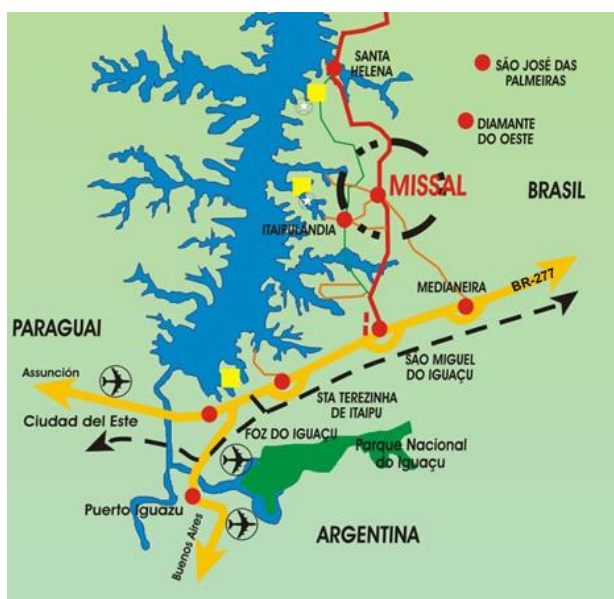 SANTA
HELENA
SÃO JOSÉ DAS
PALMEIRAS
DIAMANTE
DO OESTE
MISSAL
BRASIL
ITAIPULÂNDIA
BR-277
MEDIANEIRA
PARAGUAI
SÃO MIGUEL
DO IGUAÇU
Assunción
STA TEREZINHA
DE ITAIPU
Ciudad del Este
FOZ DO IGUAÇU
Parque Nacional
do Iguaçu
Puerto Iguazu
ARGENTINA
Buenos Aires